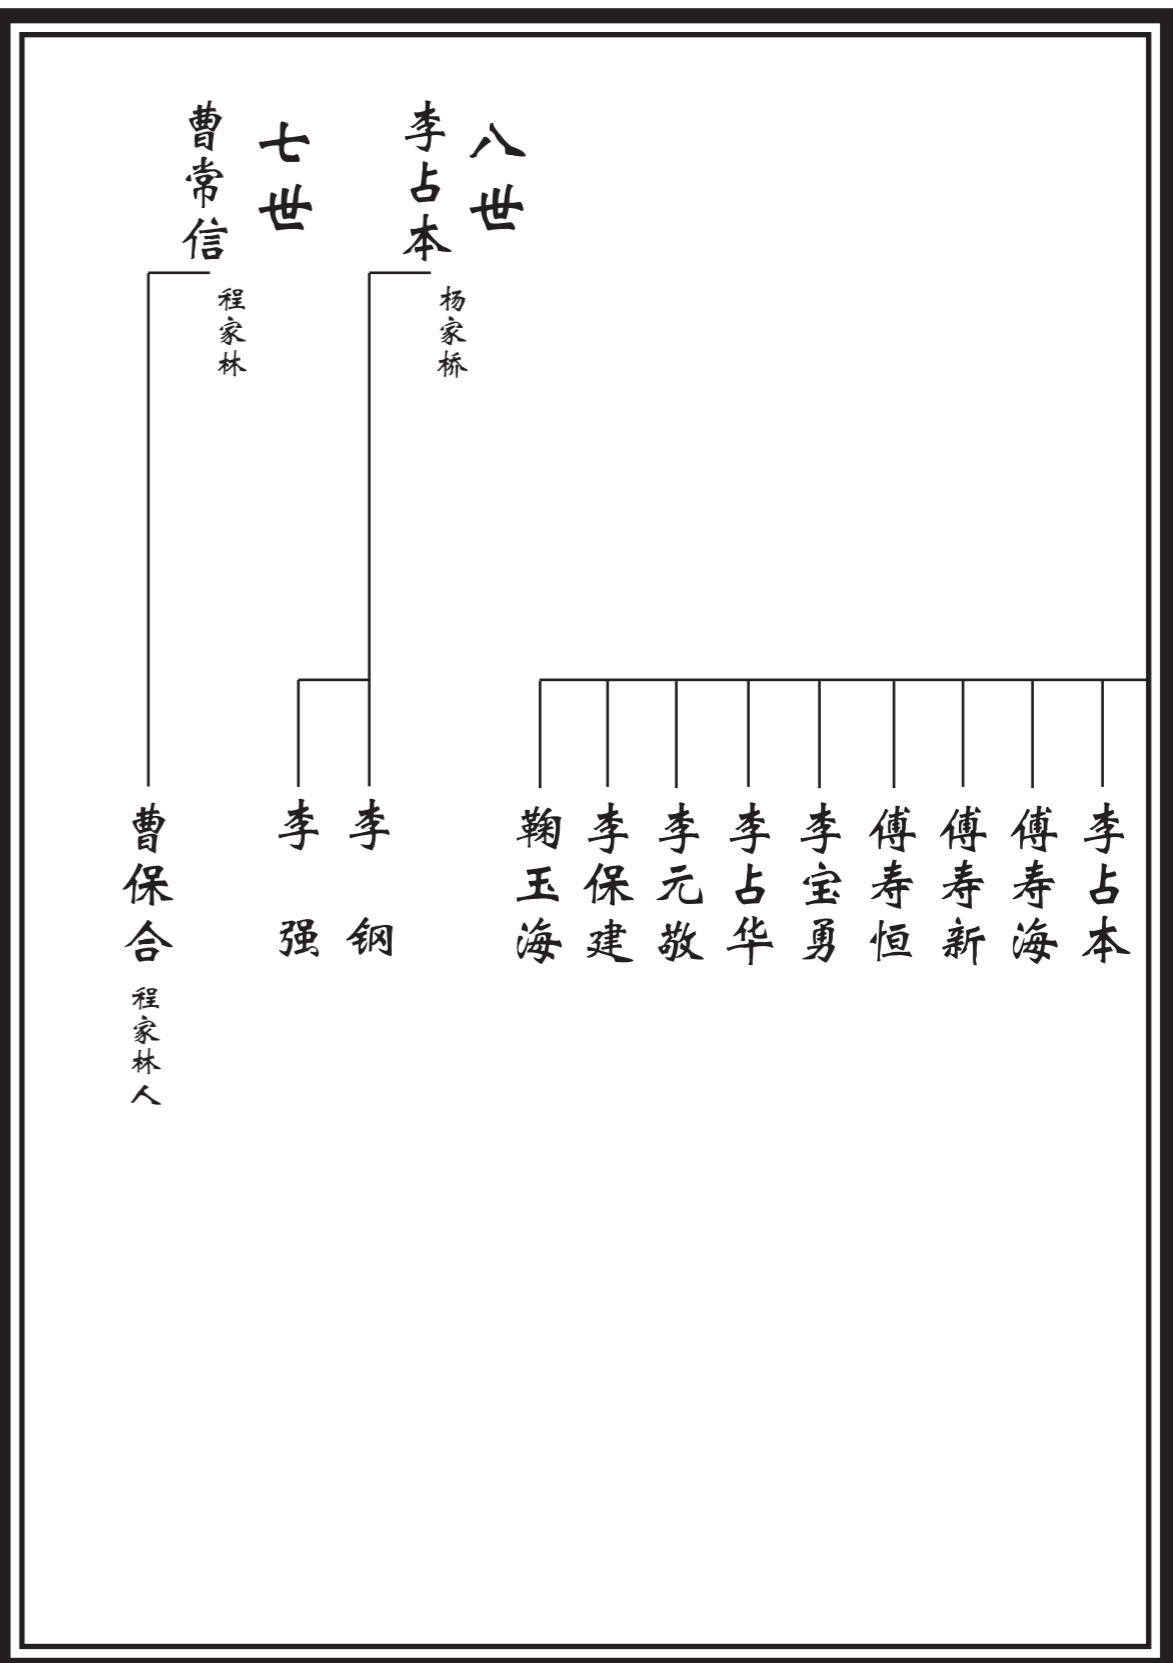 八世
李占本
杨家桥
李占本
傅寿海
傅寿新
傅寿恒
李宝勇
李占华
李元敬
李保建
鞠玉海
李钢
李强
七世
曹常信
程家林
曹保合
程家林人